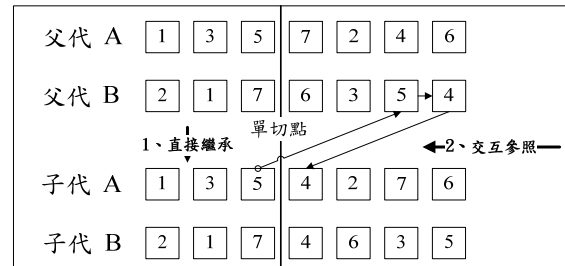 父代 A 1 3 5 7 2 4 6
父代 B 2 1 7 6 3 5 4
單切點
1、直接繼承
2、交互參照
子代 A 1 3 5 4 2 7 6
子代 B 2 1 7 4 6 3 5